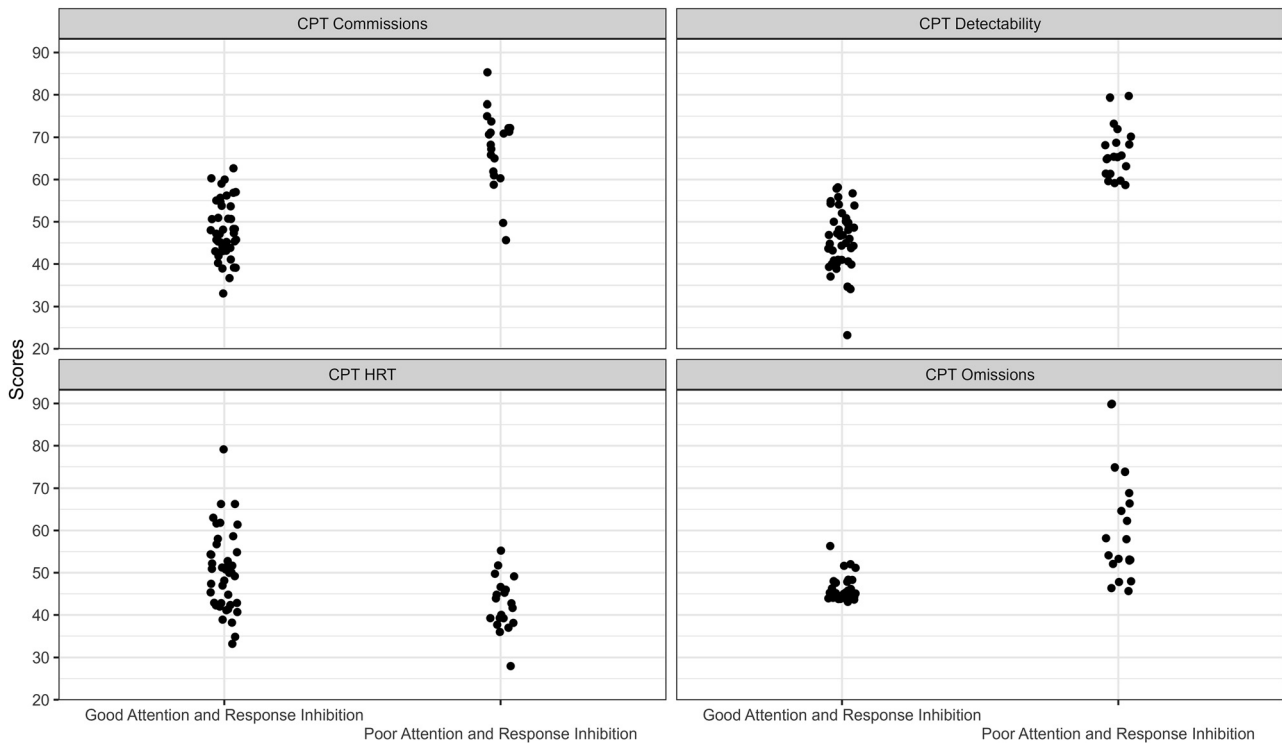 CPT Commissions
CPT Detectability
90
80
70
60
50
40
30
20
Scores
CPT HRT
CPT Omissions
90
80
70
60
50
40
30
20
Good Attention and Response Inhibition
Poor Attention and Response Inhibition
Good Attention and Response Inhibition
Poor Attention and Response Inhibition